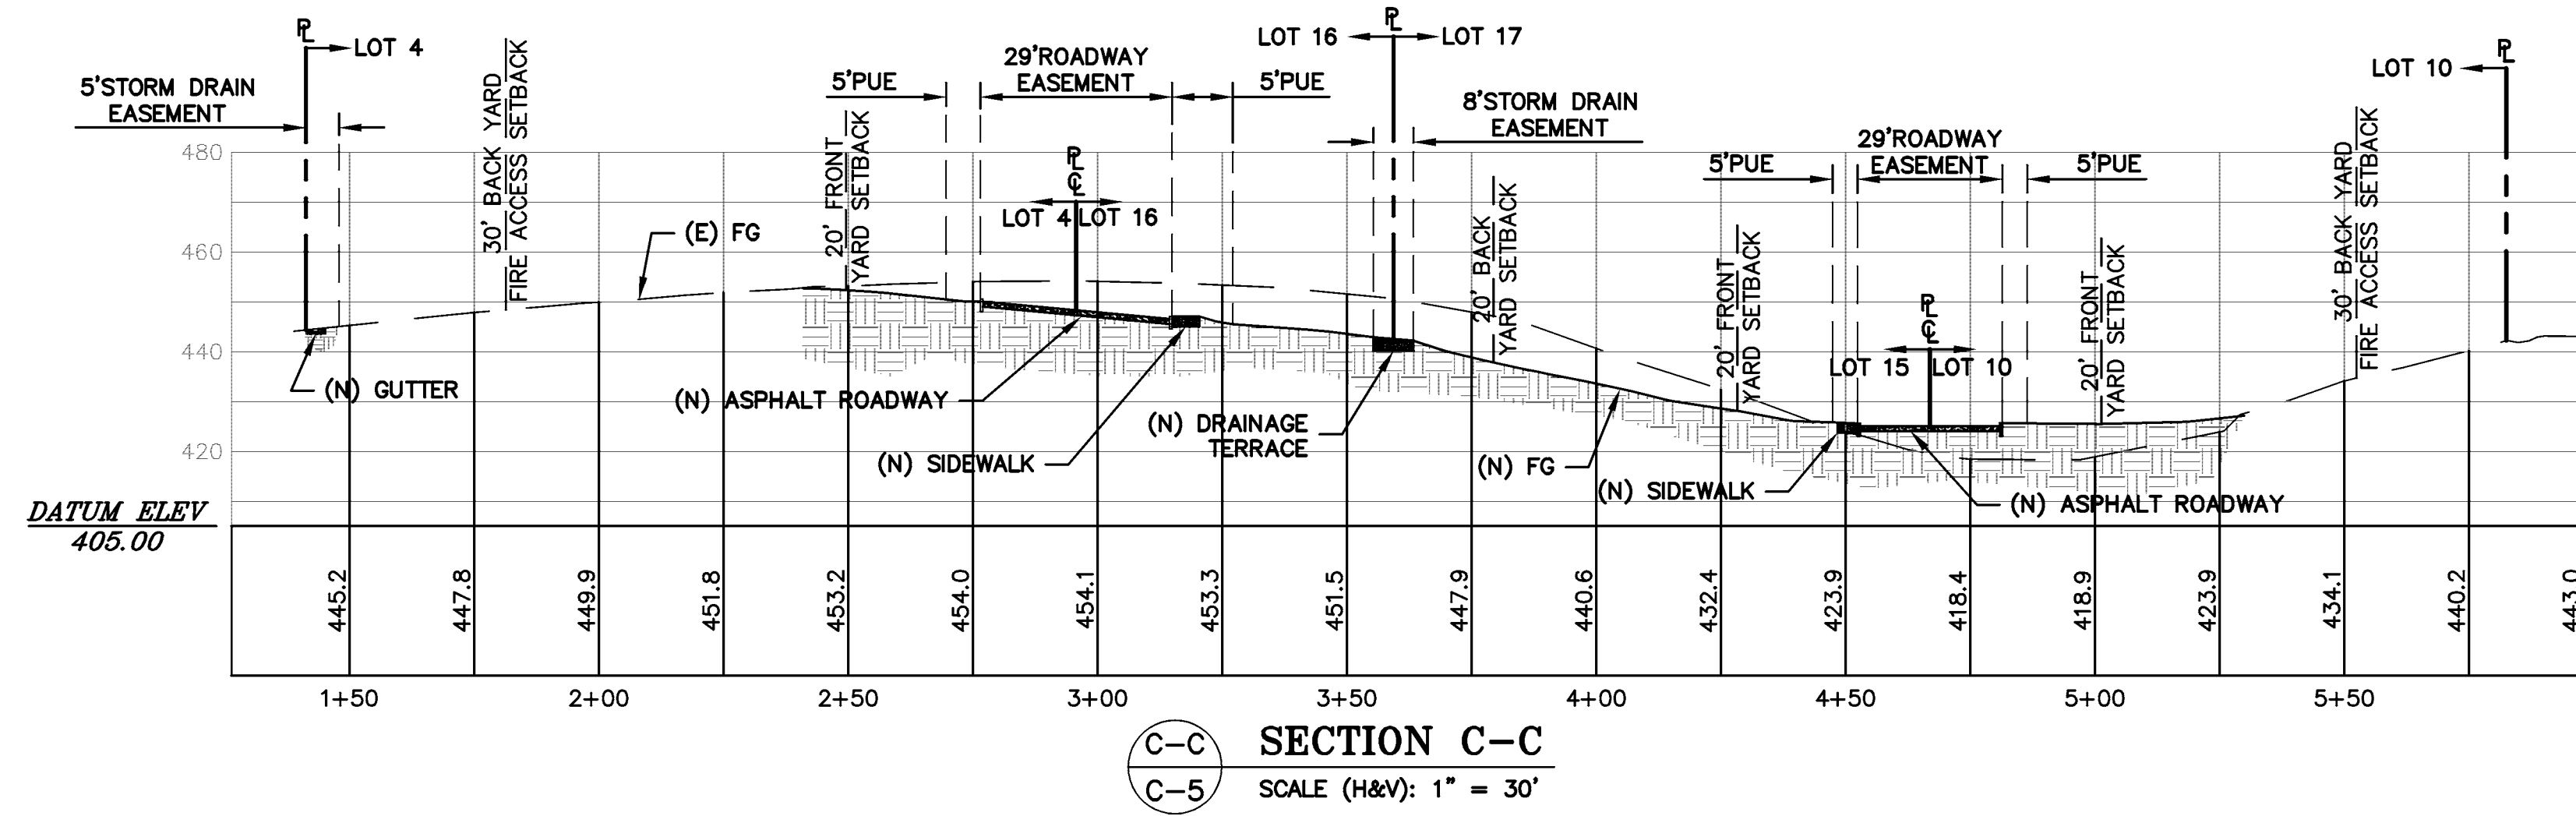 PL
LOT 4
5'STORM DRAIN
EASEMENT
30' BACK YARD
FIRE ACCESS SETBACK
20' FRONT
YARD SETBACK
(E) FG
5'PUE
29'ROADWAY
EASEMENT
5'PUE
PL
CL
LOT 4
LOT 16
PL
LOT 16
LOT 17
8'STORM DRAIN
EASEMENT
20' BACK
YARD SETBACK
20' FRONT
YARD SETBACK
5'PUE
29'ROADWAY
EASEMENT
5'PUE
PL
CL
LOT 15
LOT 10
20' FRONT
YARD SETBACK
30' BACK YARD
FIRE ACCESS SETBACK
PL
LOT 10
480
460
440
420
(N) GUTTER
(N) ASPHALT ROADWAY
(N) SIDEWALK
(N) DRAINAGE
TERRACE
(N) FG
(N) SIDEWALK
(N) ASPHALT ROADWAY
DATUM ELEV
405.00
445.2
447.8
449.9
451.8
453.2
454.0
454.1
453.3
451.5
447.9
440.6
432.4
423.9
418.4
418.9
423.9
434.1
440.2
443.0
1+50
2+00
2+50
3+00
3+50
4+00
4+50
5+00
5+50
C-C
C-5
SECTION C-C
SCALE (H&V): 1" = 30'